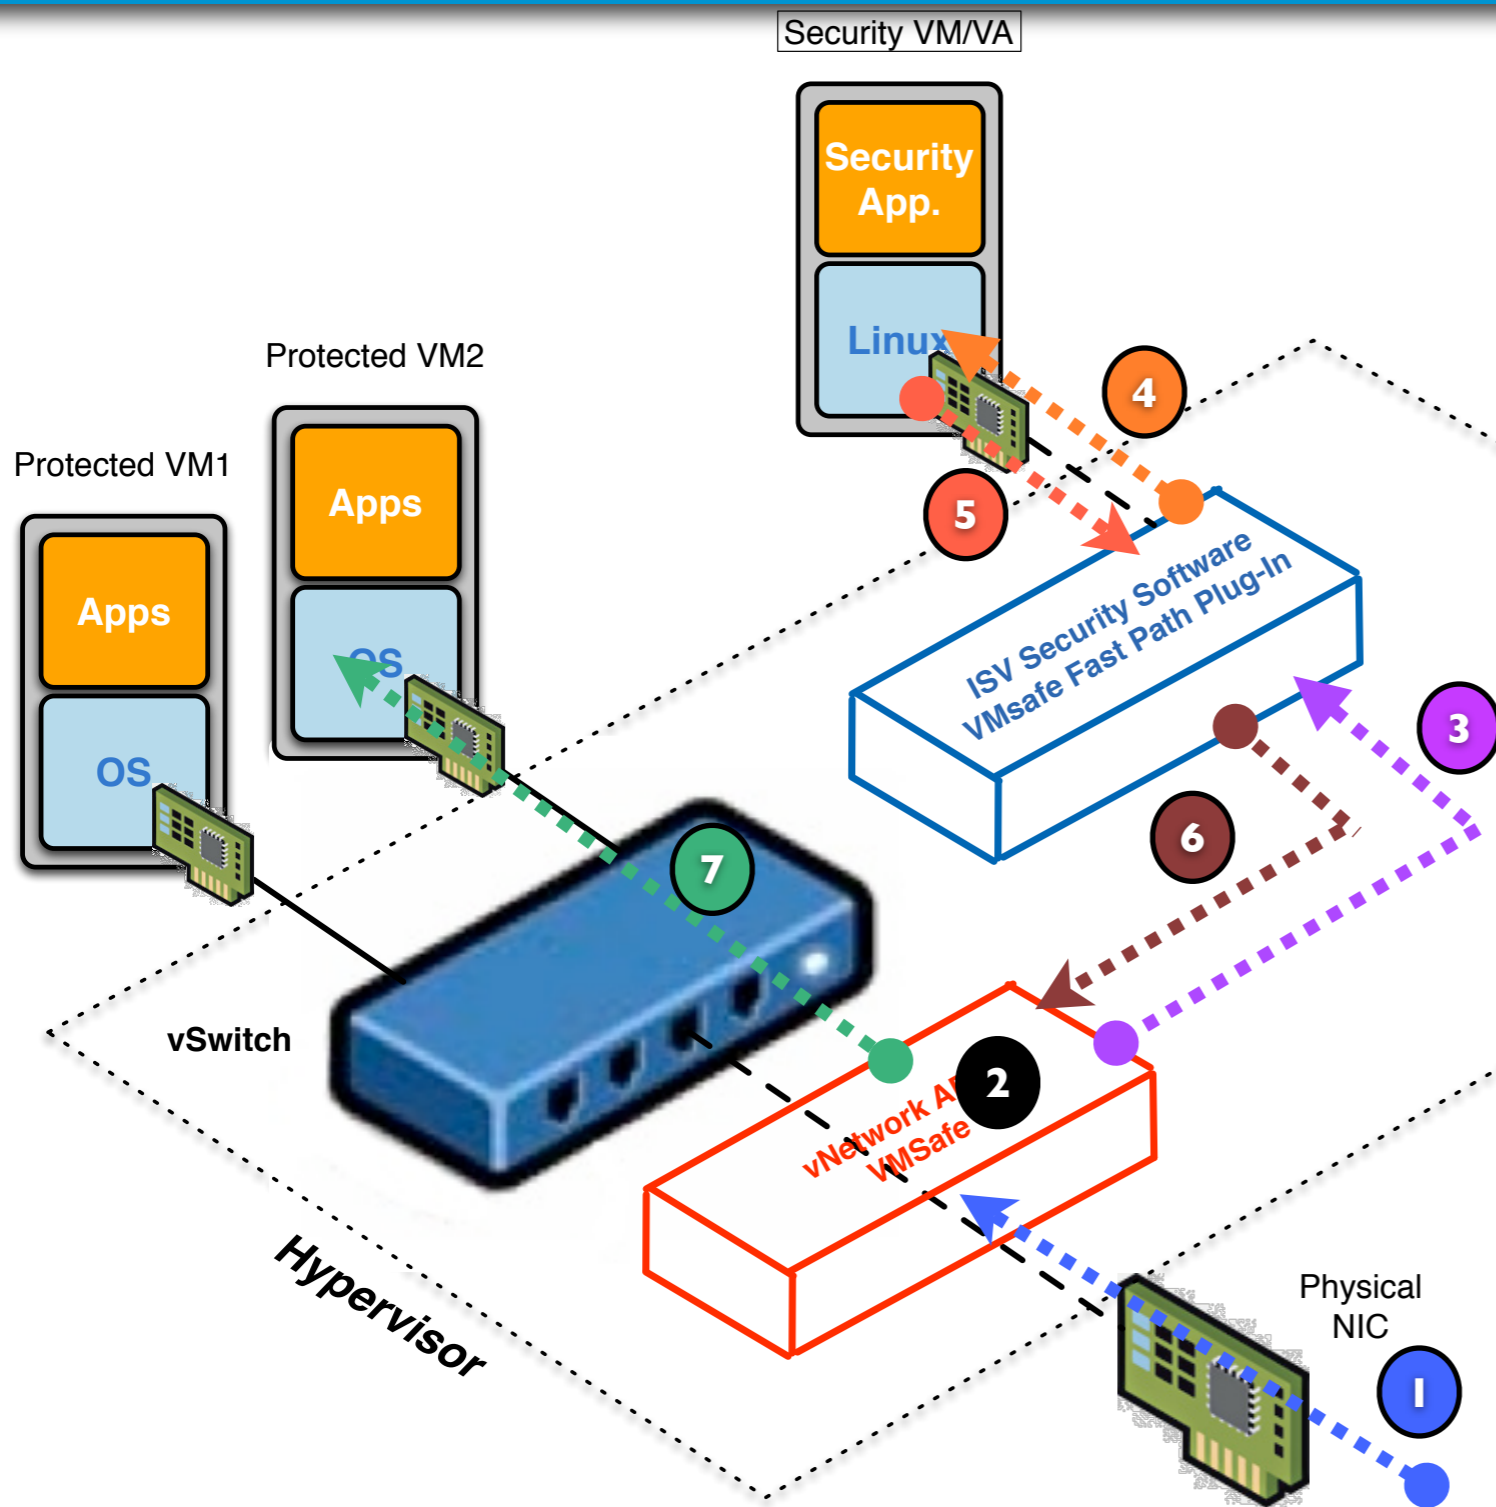 Security VM/VA
Security
App.
Linux
4
5
Protected VM2
Apps
OS
Protected VM1
Apps
OS
ISV Security Software
VMsafe Fast Path Plug-In
3
6
7
vSwitch
2
vNetwork
VMSafe
Hypervisor
Physical
NIC
1